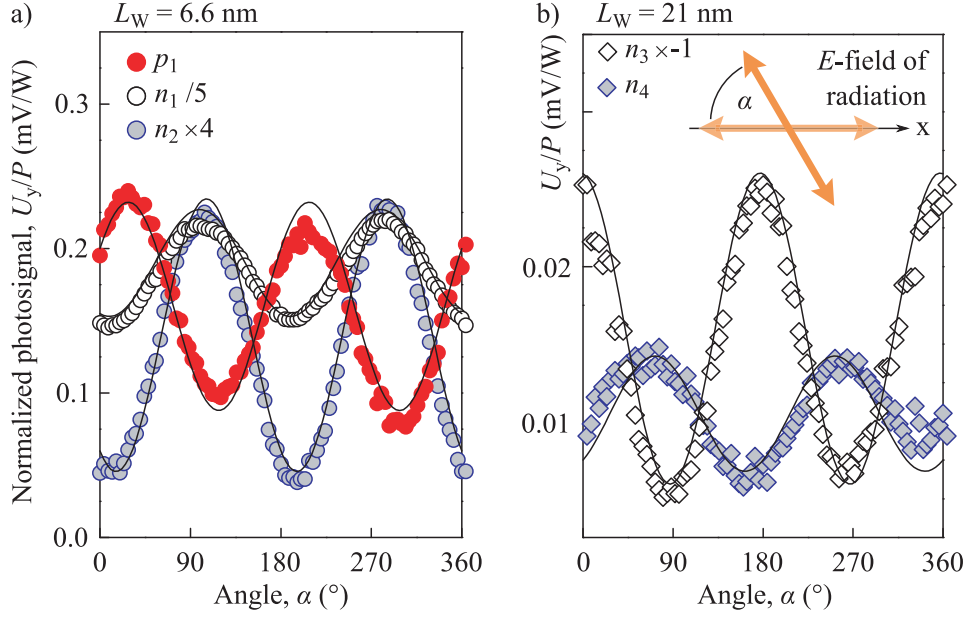 a) L_W = 6.6 nm
Normalized photosignal, U_y/P (mV/W)
0.3
0.2
0.1
0.0
p_1
n_1 /5
n_2 ×4
0 90 180 270 360
Angle, α (°)
b) L_W = 21 nm
U_y/P (mV/W)
0.02
0.01
n_3 ×-1
n_4
E-field of
radiation
α
x
0 90 180 270 360
Angle, α (°)